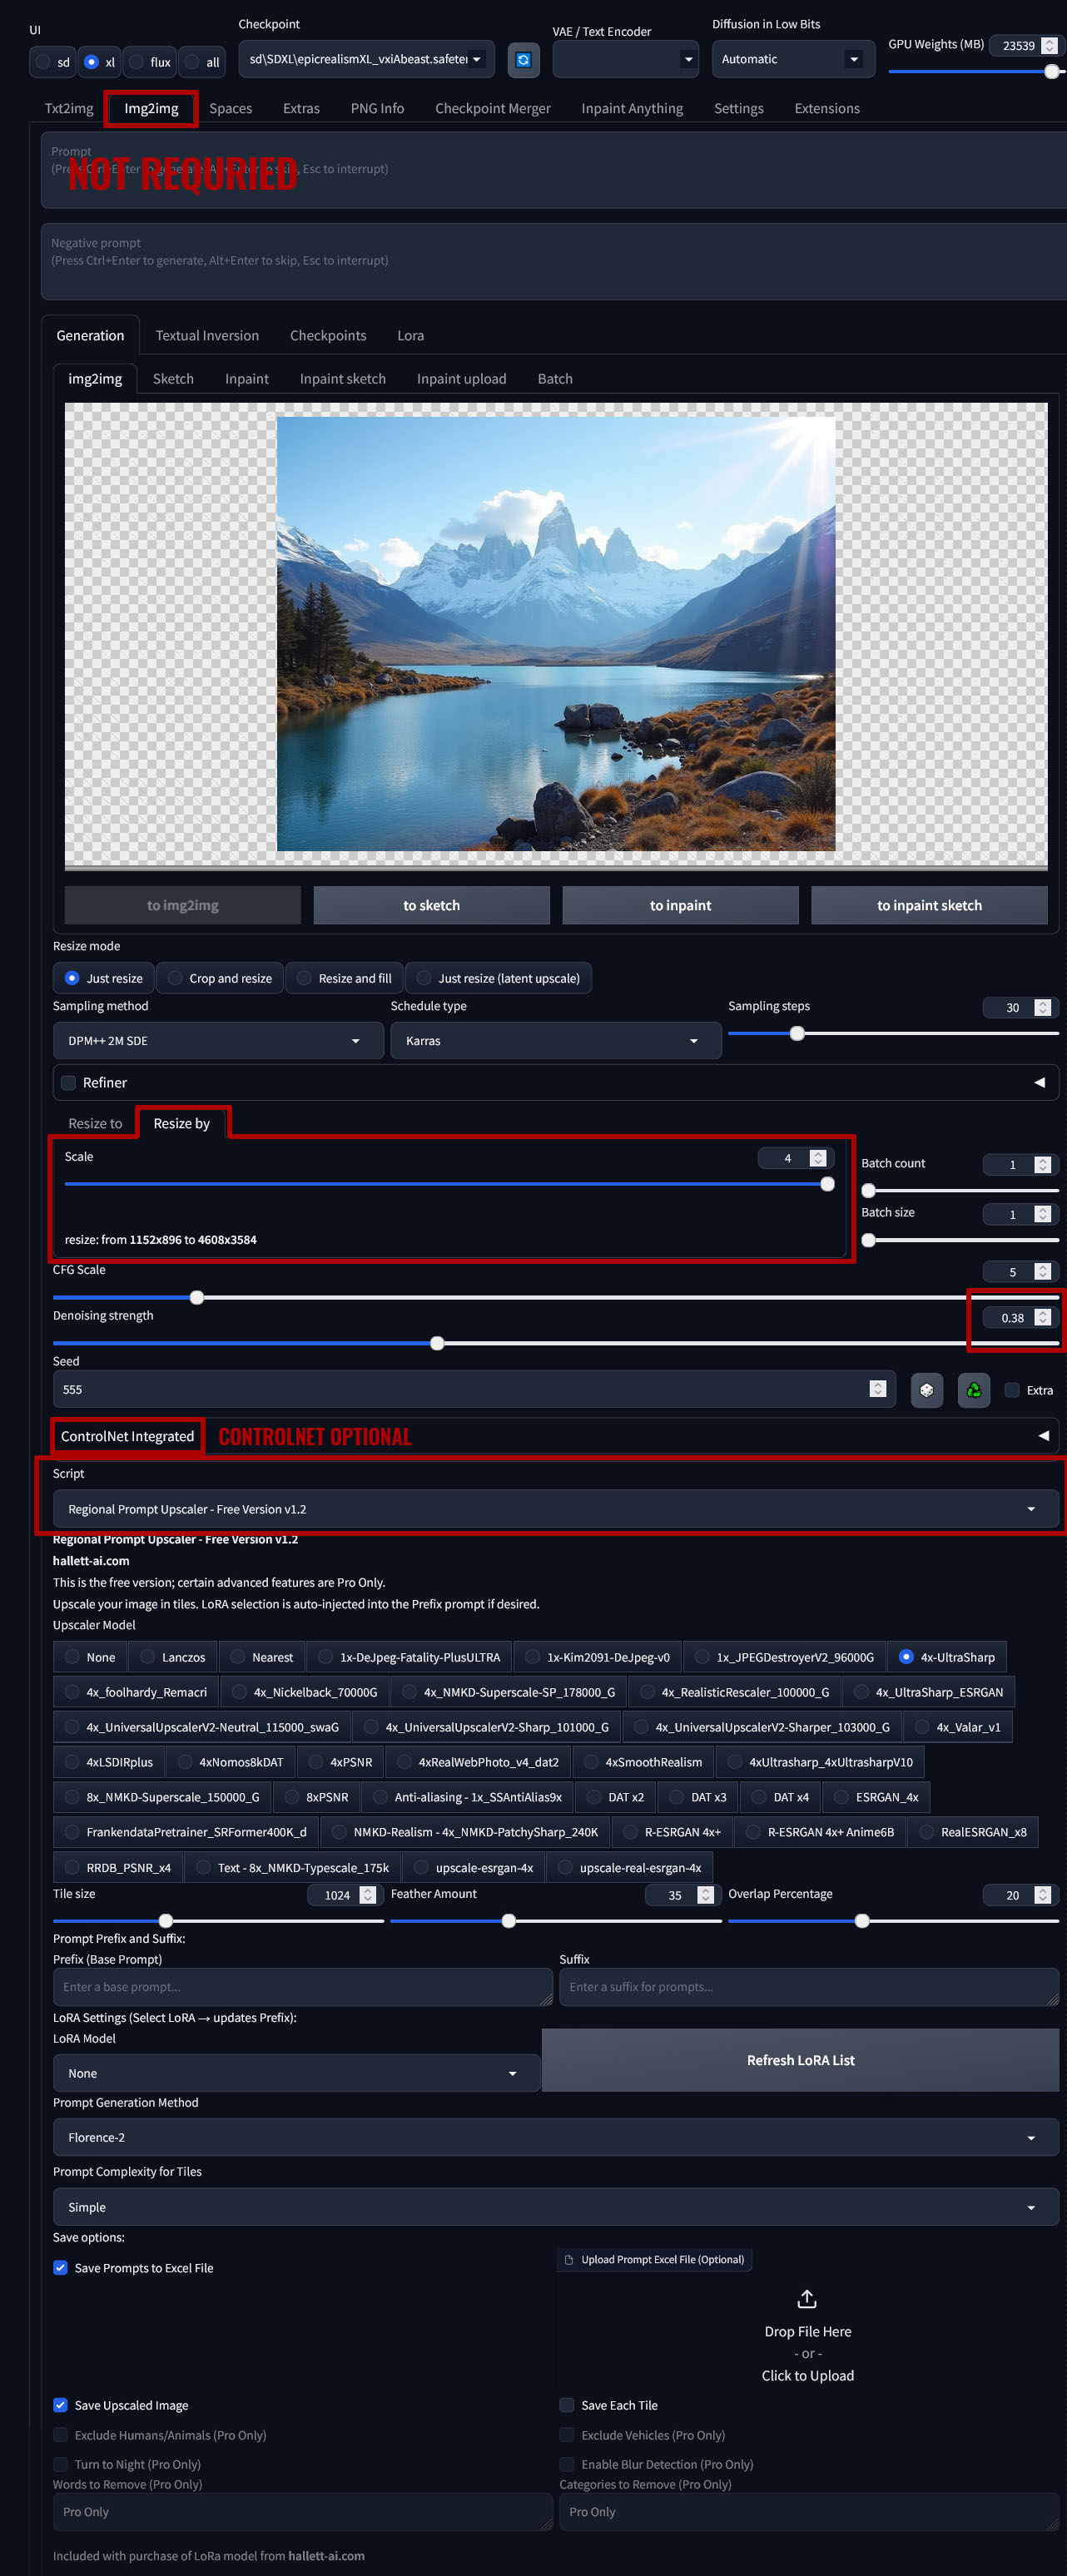 UI
Checkpoint
VAE / Text Encoder
Diffusion in Low Bits
GPU Weights (MB) 23539
sd xl flux all
sd\SDXL\epicrealismXL_vxiAbeast.safeter
Automatic
Txt2img Img2img Spaces Extras PNG Info Checkpoint Merger Inpaint Anything Settings Extensions
Prompt
(Press Ctrl+Enter to generate, Alt+Enter to skip, Esc to interrupt)
NOT REQURIED
Negative prompt
(Press Ctrl+Enter to generate, Alt+Enter to skip, Esc to interrupt)
Generation Textual Inversion Checkpoints Lora
img2img Sketch Inpaint Inpaint sketch Inpaint upload Batch
to img2img to sketch to inpaint to inpaint sketch
Resize mode
Just resize Crop and resize Resize and fill Just resize (latent upscale)
Sampling method Schedule type Sampling steps 30
DPM++ 2M SDE Karras
Refiner
Resize to Resize by
Scale 4
resize: from 1152x896 to 4608x3584
Batch count 1
Batch size 1
CFG Scale 5
Denoising strength 0.38
Seed
555
Extra
ControlNet Integrated CONTROLNET OPTIONAL
Script
Regional Prompt Upscaler - Free Version v1.2
Regional Prompt Upscaler - Free Version v1.2
hallett-ai.com
This is the free version; certain advanced features are Pro Only.
Upscale your image in tiles. LoRA selection is auto-injected into the Prefix prompt if desired.
Upscaler Model
None Lanczos Nearest 1x-DeJpeg-Fatality-PlusULTRA 1x-Kim2091-DeJpeg-v0 1x_JPEGDestroyerV2_96000G 4x-UltraSharp
4x_foolhardy_Remacri 4x_Nickelback_70000G 4x_NMKD-Superscale-SP_178000_G 4x_RealisticRescaler_100000_G 4x_UltraSharp_ESRGAN
4x_UniversalUpscalerV2-Neutral_115000_swaG 4x_UniversalUpscalerV2-Sharp_101000_G 4x_UniversalUpscalerV2-Sharper_103000_G 4x_Valar_v1
4xLSDIRplus 4xNomos8kDAT 4xPSNR 4xRealWebPhoto_v4_dat2 4xSmoothRealism 4xUltrasharp_4xUltrasharpV10
8x_NMKD-Superscale_150000_G 8xPSNR Anti-aliasing - 1x_SSAntiAlias9x DAT x2 DAT x3 DAT x4 ESRGAN_4x
FrankendataPretrainer_SRFormer400K_d NMKD-Realism - 4x_NMKD-PatchySharp_240K R-ESRGAN 4x+ R-ESRGAN 4x+ Anime6B RealESRGAN_x8
RRDB_PSNR_x4 Text - 8x_NMKD-Typescale_175k upscale-esrgan-4x upscale-real-esrgan-4x
Tile size 1024 Feather Amount 35 Overlap Percentage 20
Prompt Prefix and Suffix:
Prefix (Base Prompt) Suffix
Enter a base prompt... Enter a suffix for prompts...
LoRA Settings (Select LoRA → updates Prefix):
LoRA Model
None
Refresh LoRA List
Prompt Generation Method
Florence-2
Prompt Complexity for Tiles
Simple
Save options:
Save Prompts to Excel File
Upload Prompt Excel File (Optional)
Drop File Here
- or -
Click to Upload
Save Upscaled Image Save Each Tile
Exclude Humans/Animals (Pro Only) Exclude Vehicles (Pro Only)
Turn to Night (Pro Only) Enable Blur Detection (Pro Only)
Words to Remove (Pro Only) Categories to Remove (Pro Only)
Pro Only Pro Only
Included with purchase of LoRa model from hallett-ai.com